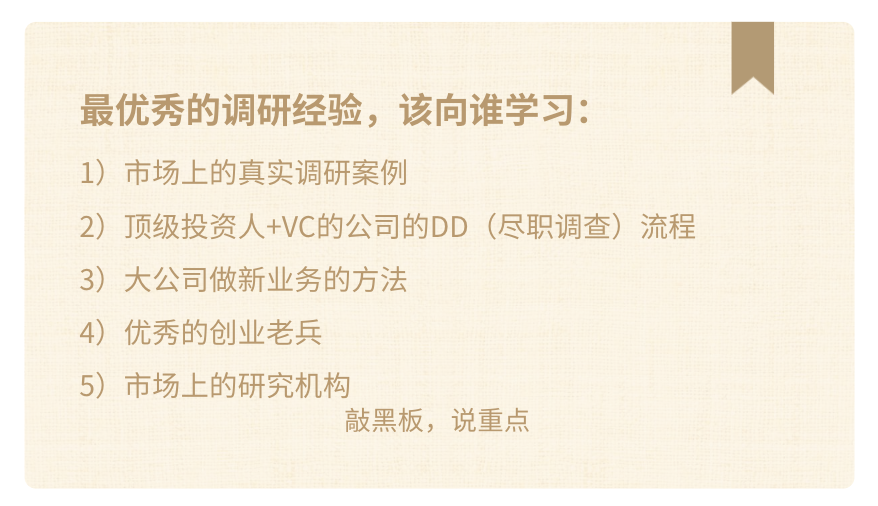 最优秀的调研经验，该向谁学习：
1）市场上的真实调研案例
2）顶级投资人+VC的公司的DD（尽职调查）流程
3）大公司做新业务的方法
4）优秀的创业老兵
5）市场上的研究机构
敲黑板，说重点